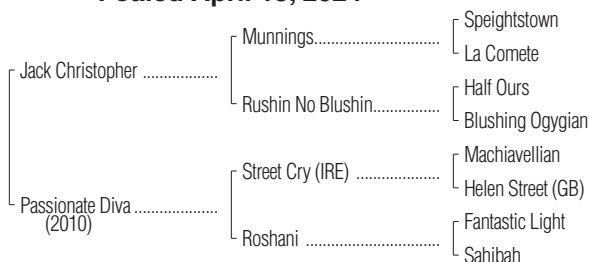 Foaled April 2024
Speightstown
Munnings..............................
La Comete
Jack Christopher ..................
Half Ours
Rushin No Blushin................
Blushing Ogygian
Machiavellian
Street Cry (IRE) ....................
Helen Street (GB)
Passionate Diva ....................
(2010)
Fantastic Light
Roshani ................................
Sahibah